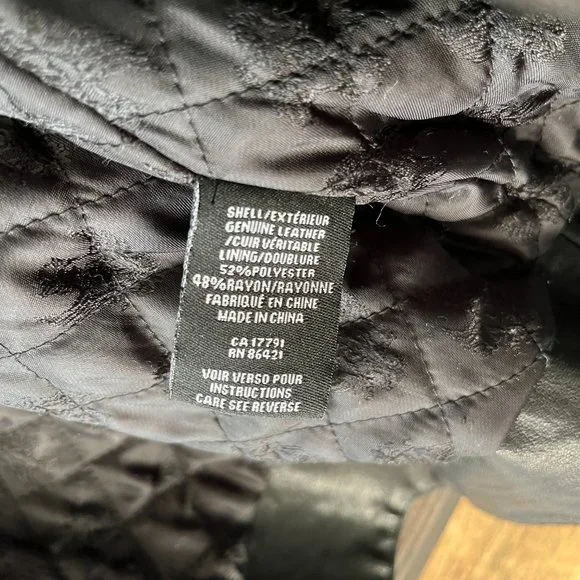 SHELL/EXTÉRIEUR
GENUINE LEATHER
/CUIR VÉRITABLE
LINING/DOUBLURE
52%POLYESTER
48%RAYON/RAYONNE
FABRIQUÉ EN CHINE
MADE IN CHINA
CA 17791
RN 86421
VOIR VERSO POUR
INSTRUCTIONS
CARE SEE REVERSE